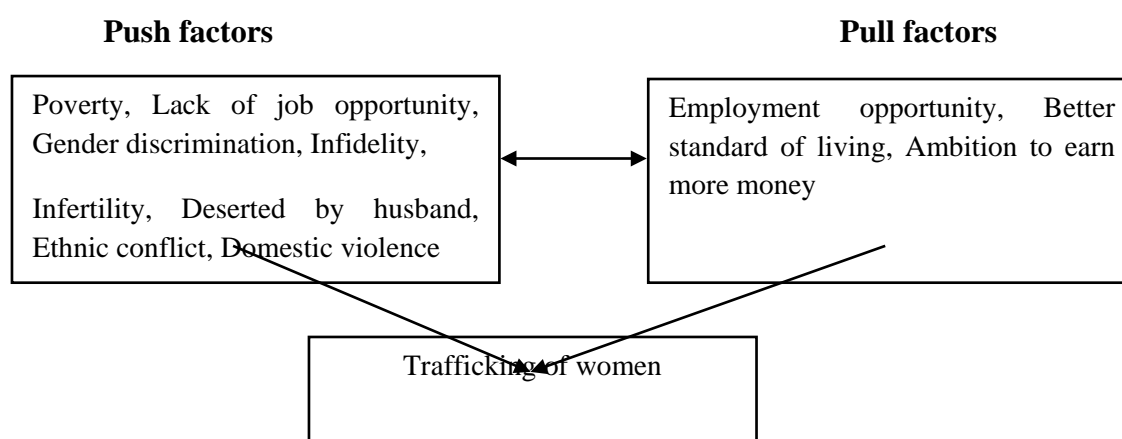 Push factors
Pull factors
Poverty, Lack of job opportunity,
Gender discrimination, Infidelity,
Infertility, Deserted by husband,
Ethnic conflict, Domestic violence
Employment opportunity, Better
standard of living, Ambition to earn
more money
Trafficking of women